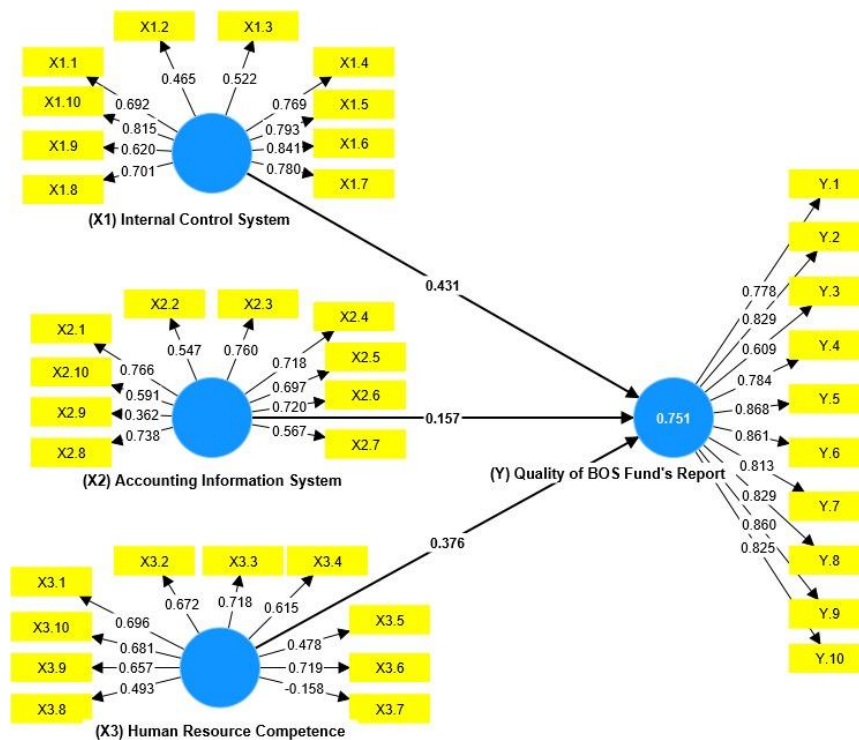 X1.2
X1.3
X1.1
X1.4
X1.10
X1.5
X1.9
X1.6
X1.8
X1.7
0.465
0.522
0.692
0.769
0.815
0.793
0.620
0.841
0.701
0.780
(X1) Internal Control System
0.431
X2.2
X2.3
X2.1
X2.4
X2.10
X2.5
X2.9
X2.6
X2.8
X2.7
0.547
0.760
0.766
0.718
0.591
0.697
0.362
0.720
0.738
0.567
(X2) Accounting Information System
0.157
X3.2
X3.3
X3.4
X3.1
X3.10
X3.5
X3.9
X3.6
X3.8
X3.7
0.672
0.718
0.615
0.696
0.681
0.478
0.657
0.719
0.493
-0.158
(X3) Human Resource Competence
0.376
0.751
(Y) Quality of BOS Fund's Report
0.778
0.829
0.609
0.784
0.868
0.861
0.813
0.829
0.860
0.825
Y.1
Y.2
Y.3
Y.4
Y.5
Y.6
Y.7
Y.8
Y.9
Y.10